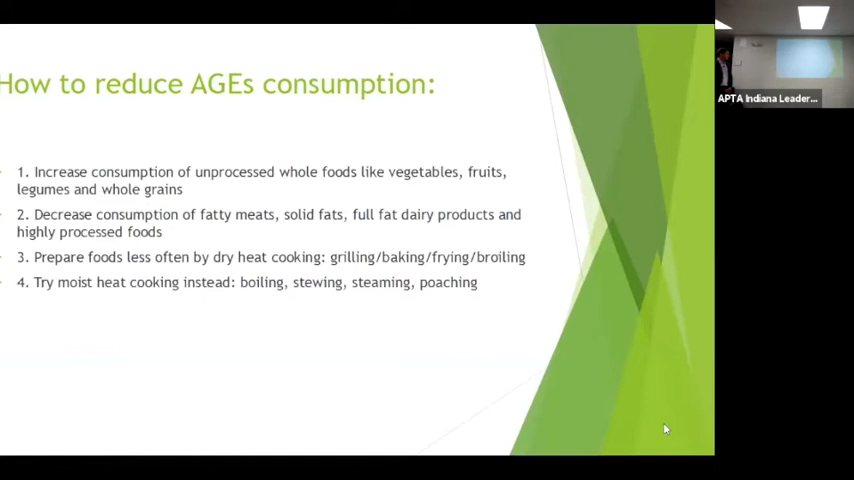 How to reduce AGEs consumption:
1. Increase consumption of unprocessed whole foods like vegetables, fruits,
legumes and whole grains
2. Decrease consumption of fatty meats, solid fats, full fat dairy products and
highly processed foods
3. Prepare foods less often by dry heat cooking: grilling/baking/frying/broiling
4. Try moist heat cooking instead: boiling, stewing, steaming, poaching
APTA Indiana Leader...